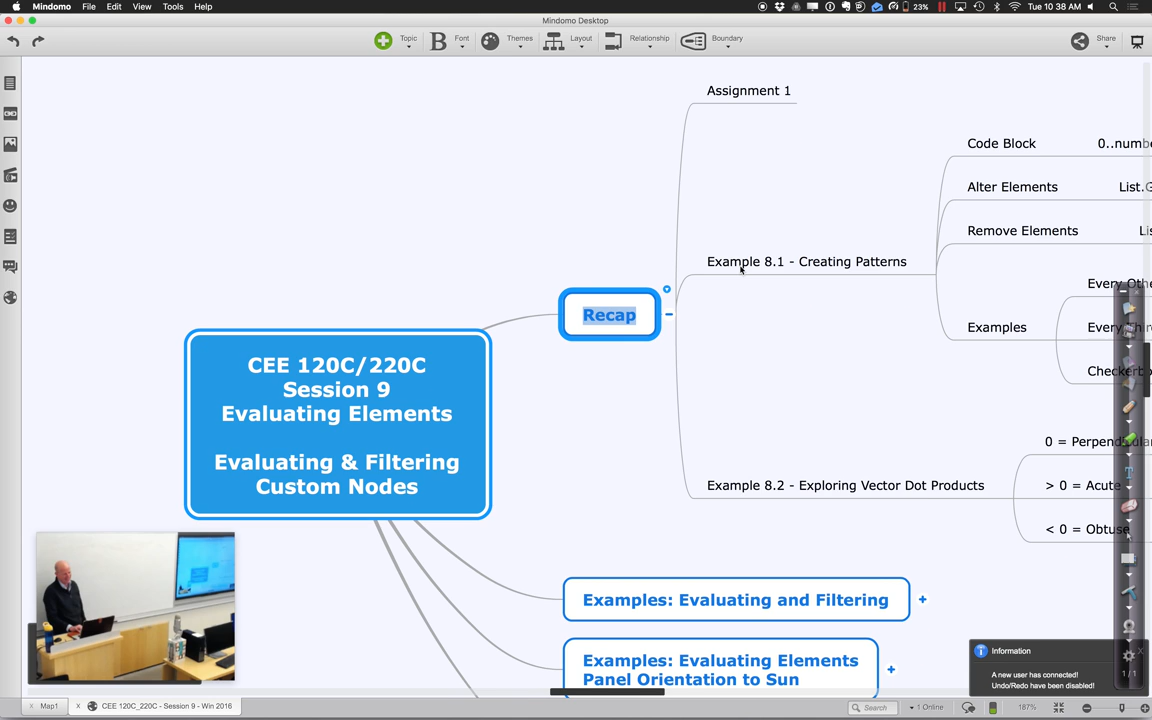 Mindomo File Edit View Tools Help
23% Tue 10 38 AM
Mindomo Desktop
Topic Font Themes Layout Relationship Boundary Share
Assignment 1
Code Block
Alter Elements
Remove Elements
Example 8.1 - Creating Patterns
Examples
Recap
CEE 120C/220C
Session 9
Evaluating Elements
Evaluating & Filtering
Custom Nodes
Example 8.2 - Exploring Vector Dot Products
> 0 = Acute
< 0 = Obtuse
Examples: Evaluating and Filtering
Examples: Evaluating Elements
Panel Orientation to Sun
Information
A new user has connected!
Undo/Redo have been disabled!
1 / 1
Map1 CEE 120C_220C - Session 9 - Win 2016
Search 1 Online 187%